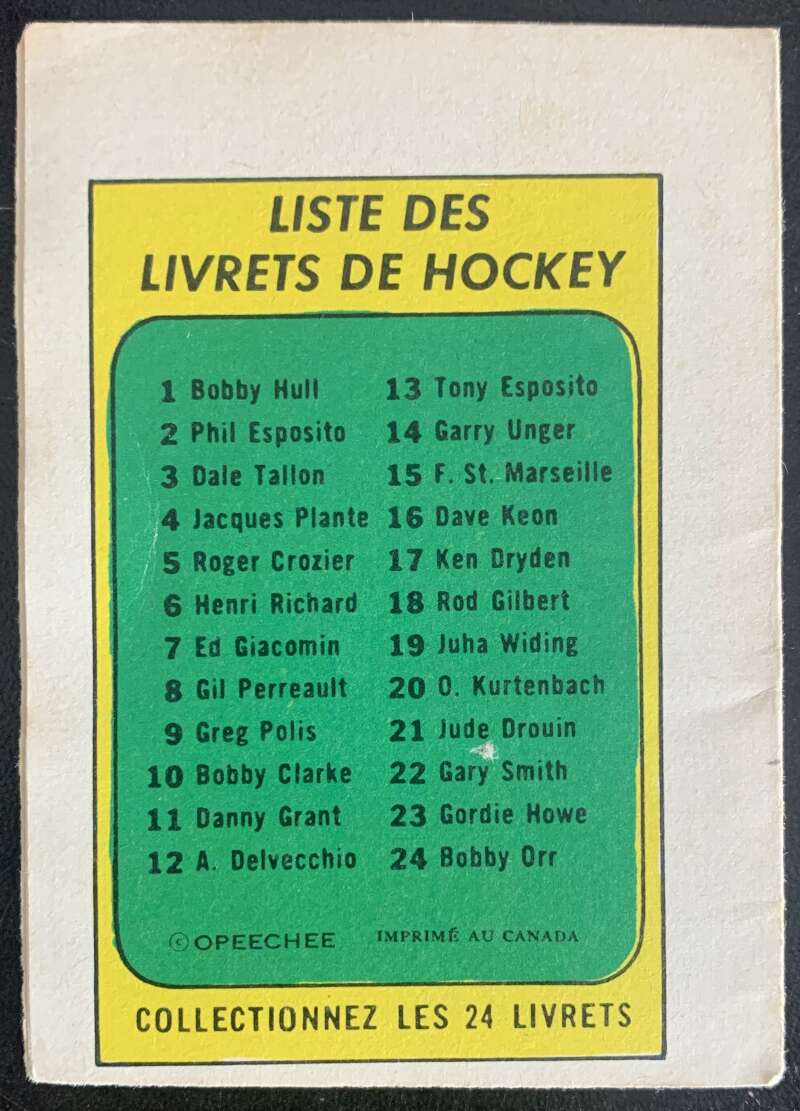 LISTE DES
LIVRETS DE HOCKEY
1 Bobby Hull
2 Phil Esposito
3 Dale Tallon
4 Jacques Plante
5 Roger Crozier
6 Henri Richard
7 Ed Giacomin
8 Gil Perreault
9 Greg Polis
10 Bobby Clarke
11 Danny Grant
12 A. Delvecchio
13 Tony Esposito
14 Garry Unger
15 F. St. Marseille
16 Dave Keon
17 Ken Dryden
18 Rod Gilbert
19 Juha Widing
20 O. Kurtenbach
21 Jude Drouin
22 Gary Smith
23 Gordie Howe
24 Bobby Orr
© OPEECHEE IMPRIMÉ AU CANADA
COLLECTIONNEZ LES 24 LIVRETS